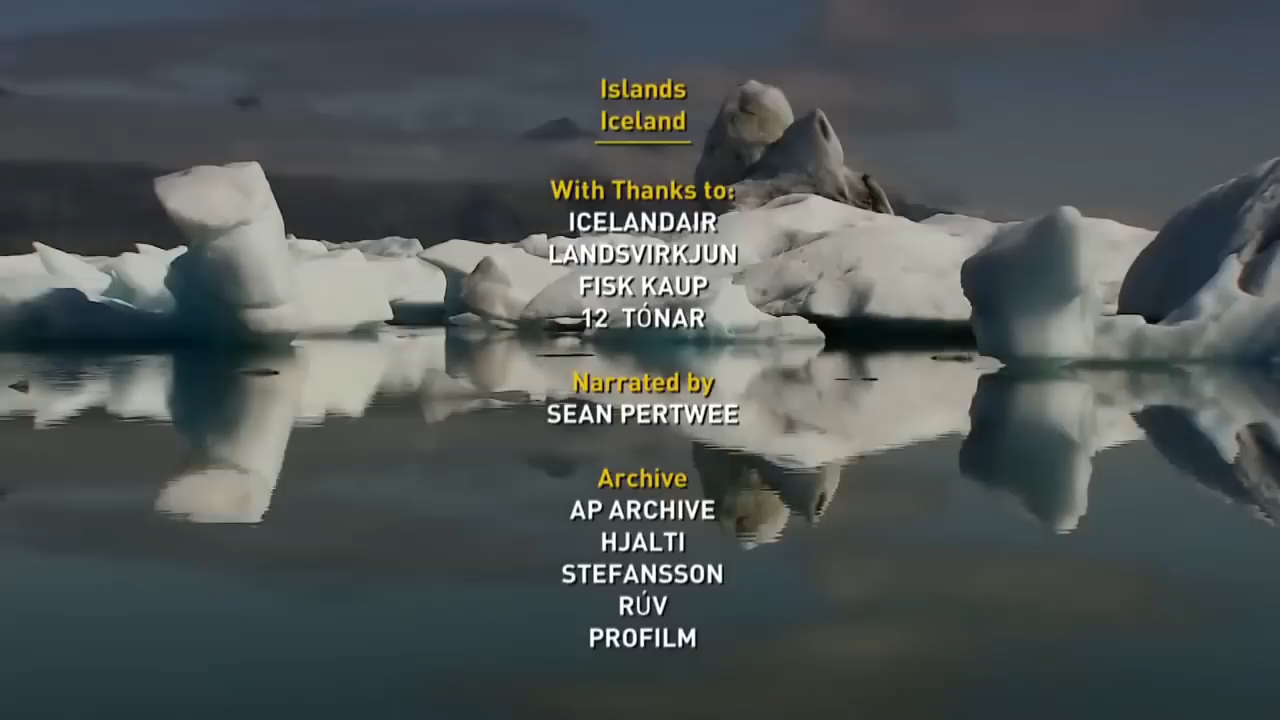 Islands
Iceland
With Thanks to:
ICELANDAIR
LANDSVIRKJUN
FISK KAUP
12 TÓNAR
Narrated by
SEAN PERTWEE
Archive
AP ARCHIVE
HJALTI
STEFANSSON
RÚV
PROFILM